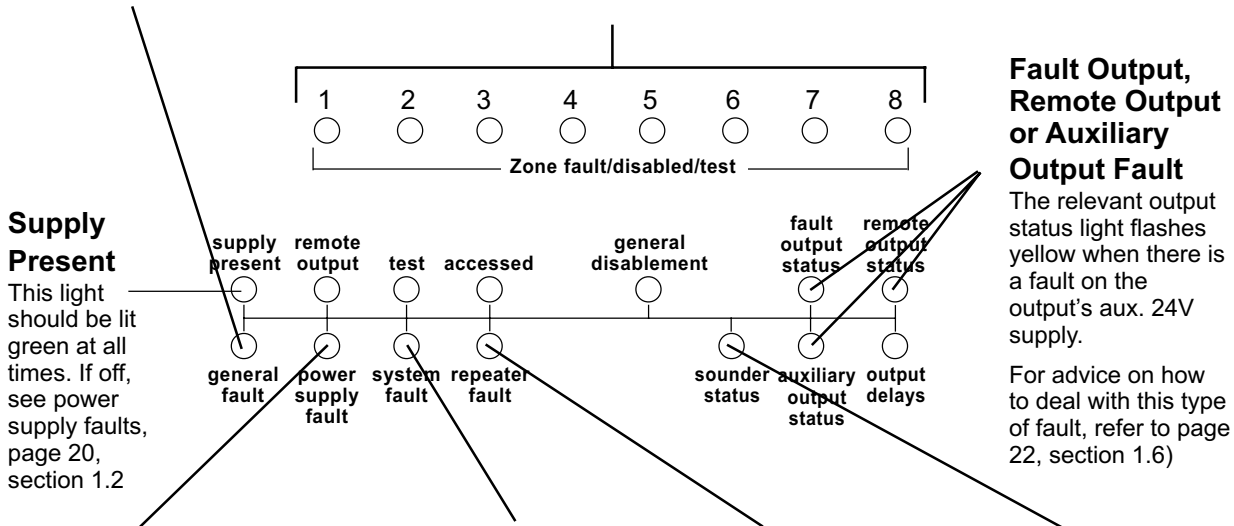 1 2 3 4 5 6 7 8
Zone fault/disabled/test
Supply
Present
This light
should be lit
green at all
times. If off,
see power
supply faults,
page 20,
section 1.2
supply
present
remote
output
test
accessed
general
disablement
fault
output
status
remote
output
status
general
fault
power
supply
fault
system
fault
repeater
fault
sounder
status
auxiliary
output
status
output
delays
Fault Output,
Remote Output
or Auxiliary
Output Fault
The relevant output
status light flashes
yellow when there is
a fault on the
output’s aux. 24V
supply.
For advice on how
to deal with this type
of fault, refer to page
22, section 1.6)